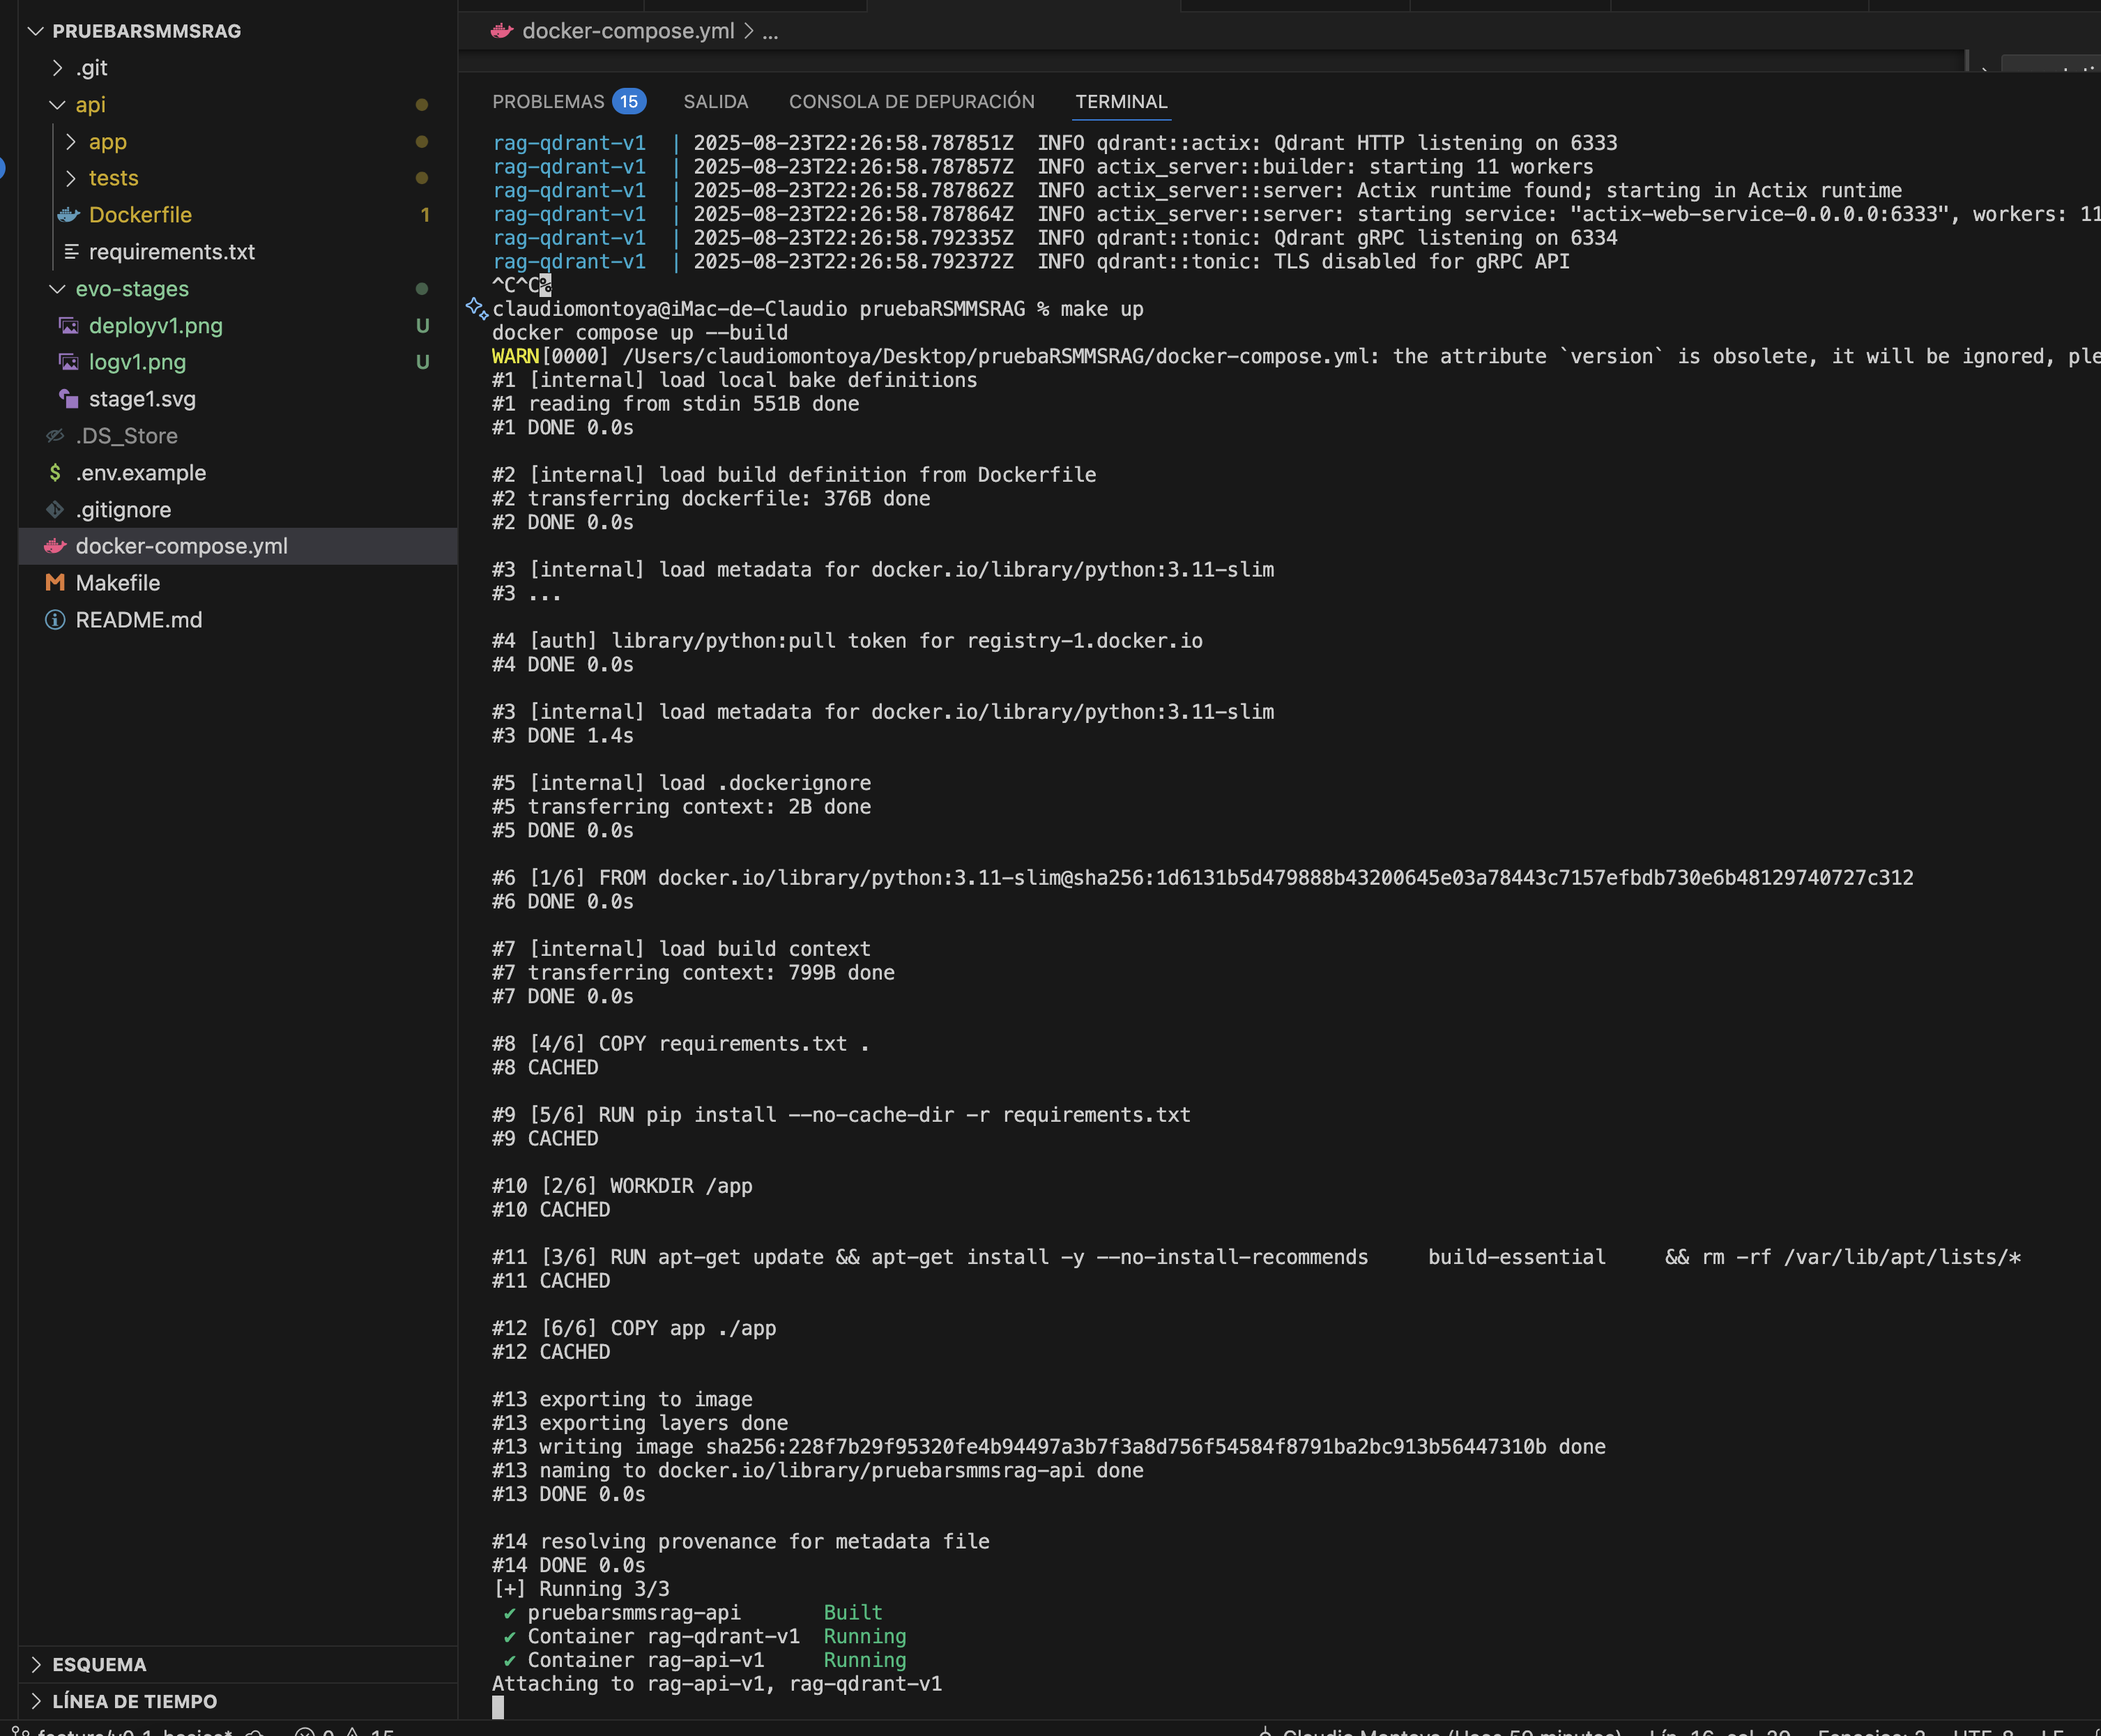 PRUEBARSMMSRAG
.git
api
app
tests
Dockerfile 1
requirements.txt
evo-stages
deployv1.png U
logv1.png U
stage1.svg
.DS_Store
.env.example
.gitignore
docker-compose.yml
Makefile
README.md
ESQUEMA
LÍNEA DE TIEMPO
docker-compose.yml > ...
PROBLEMAS 15 SALIDA CONSOLA DE DEPURACIÓN TERMINAL
rag-qdrant-v1 | 2025-08-23T22:26:58.787851Z INFO qdrant::actix: Qdrant HTTP listening on 6333
rag-qdrant-v1 | 2025-08-23T22:26:58.787857Z INFO actix_server::builder: starting 11 workers
rag-qdrant-v1 | 2025-08-23T22:26:58.787862Z INFO actix_server::server: Actix runtime found; starting in Actix runtime
rag-qdrant-v1 | 2025-08-23T22:26:58.787864Z INFO actix_server::server: starting service: "actix-web-service-0.0.0.0:6333", workers: 11
rag-qdrant-v1 | 2025-08-23T22:26:58.792335Z INFO qdrant::tonic: Qdrant gRPC listening on 6334
rag-qdrant-v1 | 2025-08-23T22:26:58.792372Z INFO qdrant::tonic: TLS disabled for gRPC API
^C^C%
claudiomontoya@iMac-de-Claudio pruebaRSMMSRAG % make up
docker compose up --build
WARN[0000] /Users/claudiomontoya/Desktop/pruebaRSMMSRAG/docker-compose.yml: the attribute `version` is obsolete, it will be ignored, ple
#1 [internal] load local bake definitions
#1 reading from stdin 551B done
#1 DONE 0.0s
#2 [internal] load build definition from Dockerfile
#2 transferring dockerfile: 376B done
#2 DONE 0.0s
#3 [internal] load metadata for docker.io/library/python:3.11-slim
#3 ...
#4 [auth] library/python:pull token for registry-1.docker.io
#4 DONE 0.0s
#3 [internal] load metadata for docker.io/library/python:3.11-slim
#3 DONE 1.4s
#5 [internal] load .dockerignore
#5 transferring context: 2B done
#5 DONE 0.0s
#6 [1/6] FROM docker.io/library/python:3.11-slim@sha256:1d6131b5d479888b43200645e03a78443c7157efbdb730e6b48129740727c312
#6 DONE 0.0s
#7 [internal] load build context
#7 transferring context: 799B done
#7 DONE 0.0s
#8 [4/6] COPY requirements.txt .
#8 CACHED
#9 [5/6] RUN pip install --no-cache-dir -r requirements.txt
#9 CACHED
#10 [2/6] WORKDIR /app
#10 CACHED
#11 [3/6] RUN apt-get update && apt-get install -y --no-install-recommends build-essential && rm -rf /var/lib/apt/lists/*
#11 CACHED
#12 [6/6] COPY app ./app
#12 CACHED
#13 exporting to image
#13 exporting layers done
#13 writing image sha256:228f7b29f95320fe4b94497a3b7f3a8d756f54584f8791ba2bc913b56447310b done
#13 naming to docker.io/library/pruebarsmmsrag-api done
#13 DONE 0.0s
#14 resolving provenance for metadata file
#14 DONE 0.0s
[+] Running 3/3
✔ pruebarsmmsrag-api Built
✔ Container rag-qdrant-v1 Running
✔ Container rag-api-v1 Running
Attaching to rag-api-v1, rag-qdrant-v1